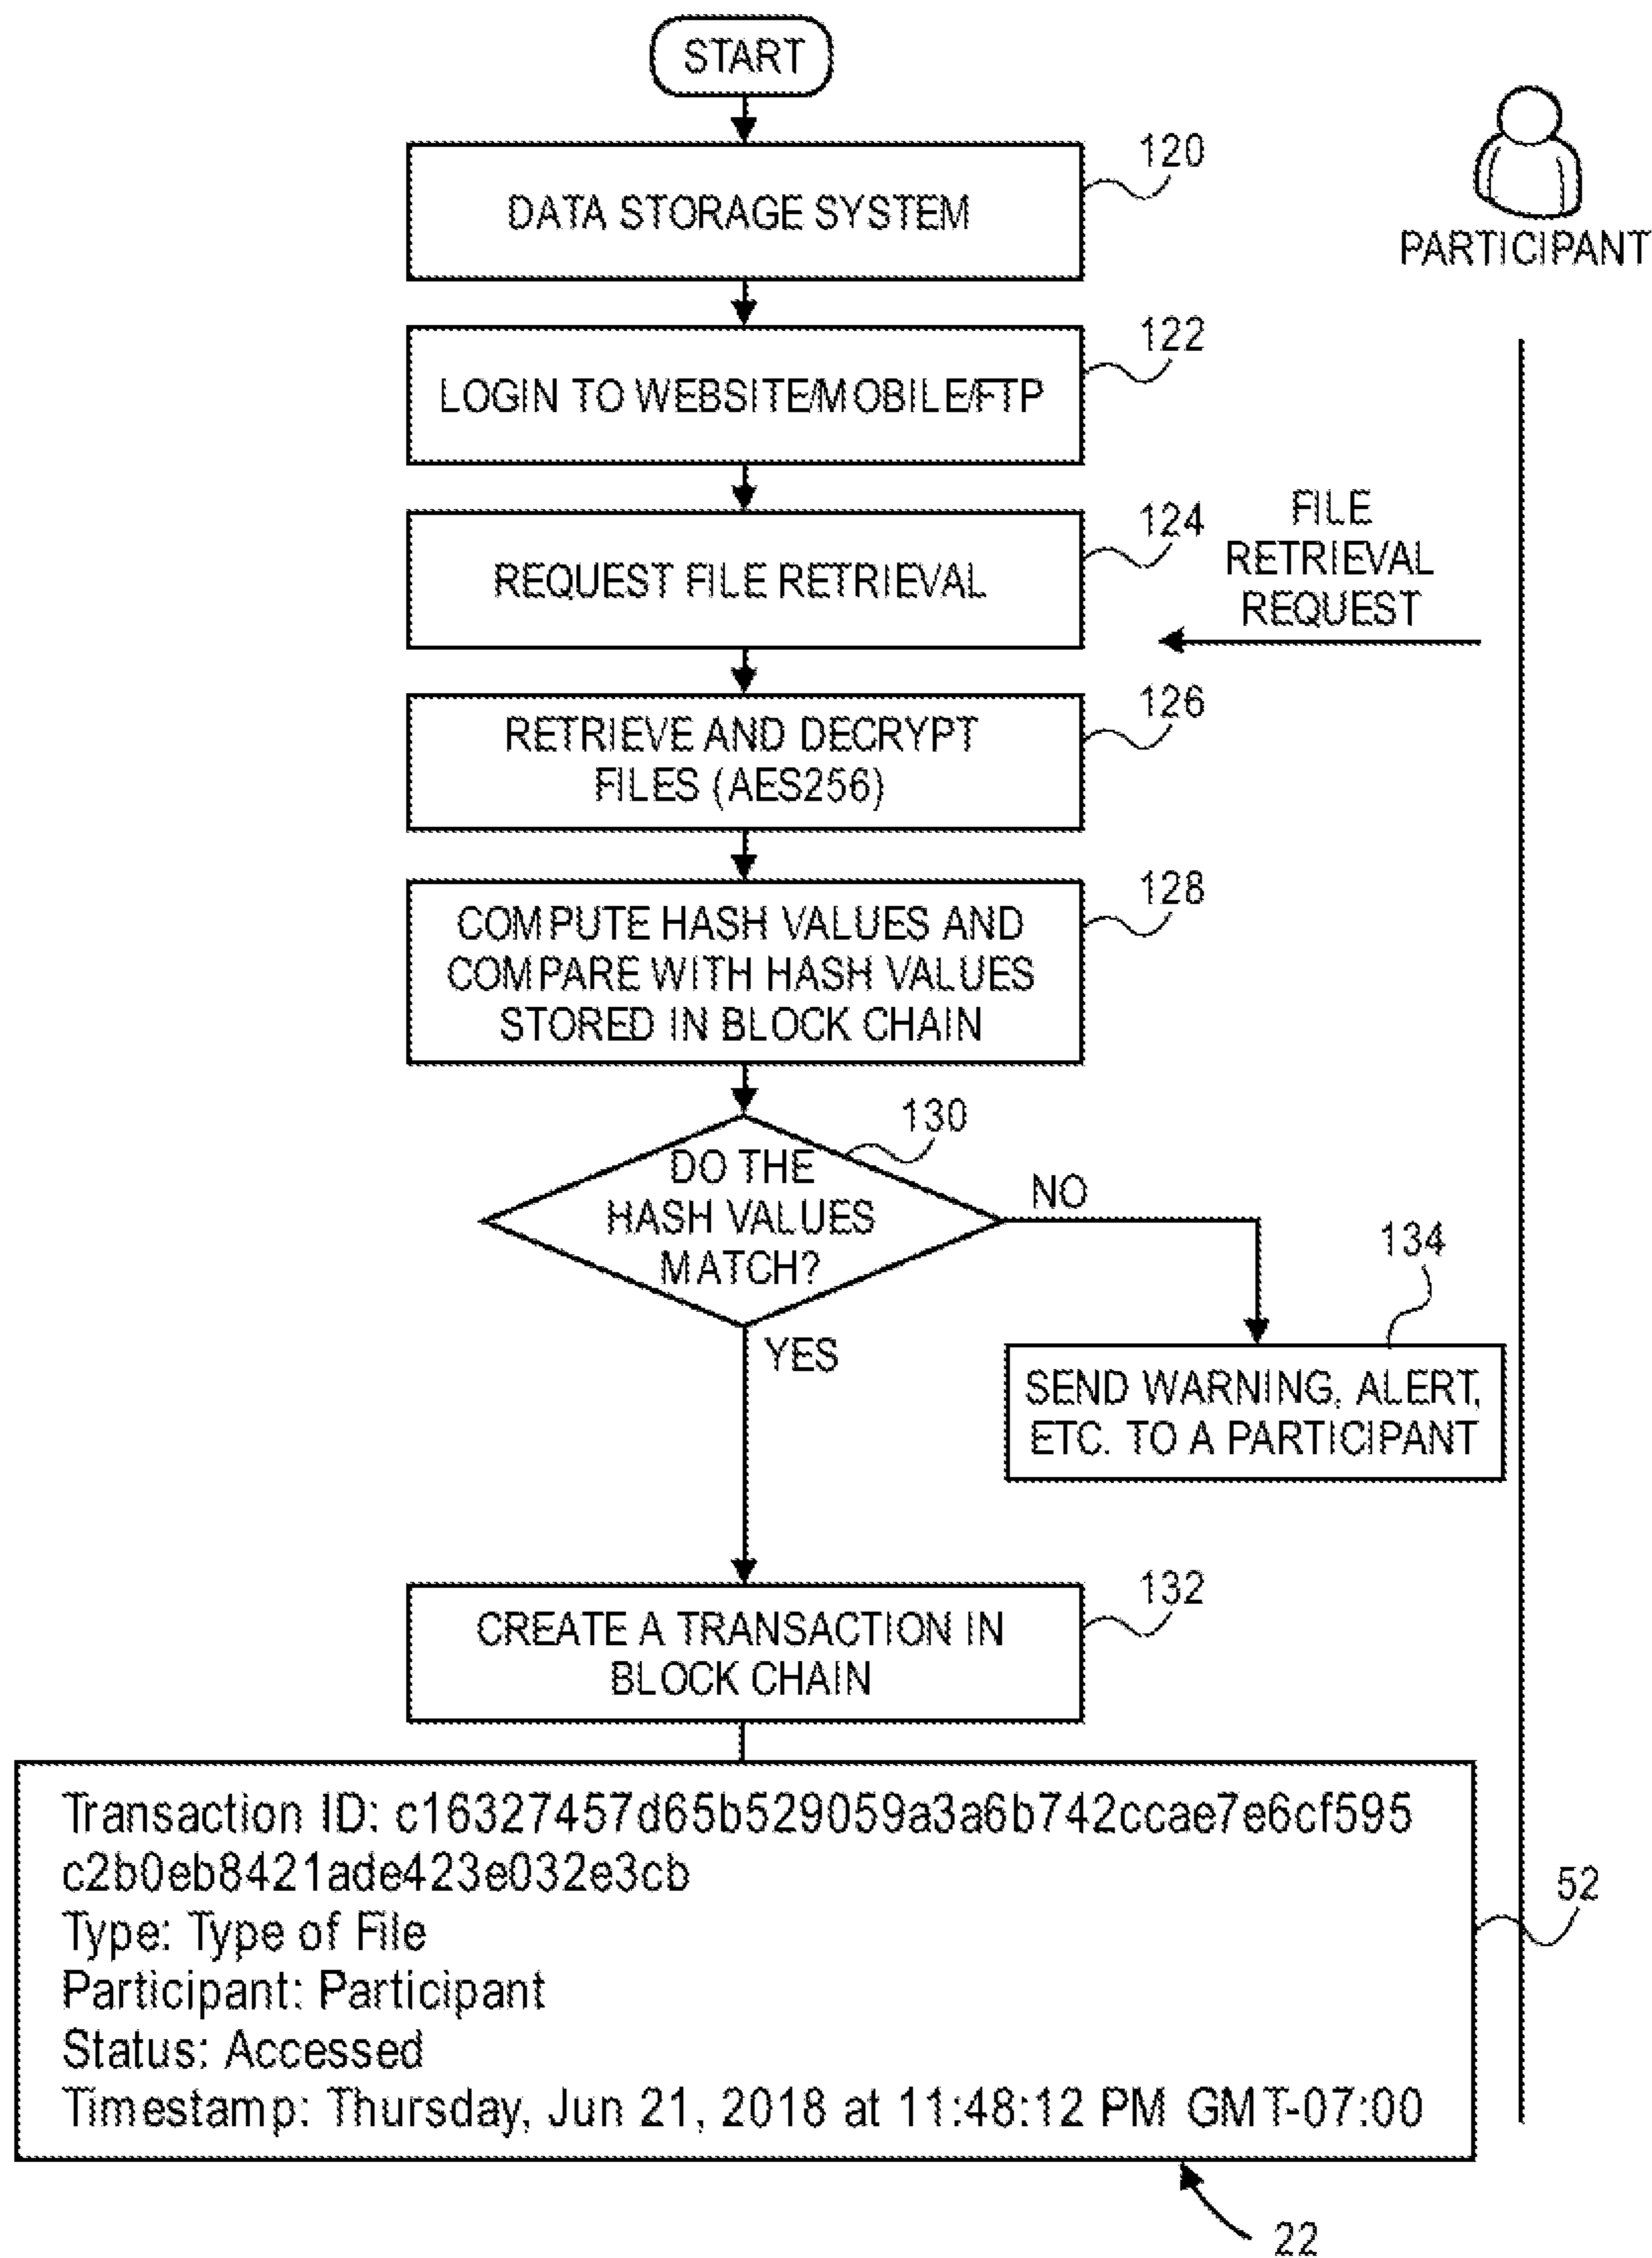 START
120
DATA STORAGE SYSTEM
PARTICIPANT
122
LOGIN TO WEBSITE/MOBILE/FTP
124
REQUEST FILE RETRIEVAL
FILE
RETRIEVAL
REQUEST
126
RETRIEVE AND DECRYPT
FILES (AES256)
128
COMPUTE HASH VALUES AND
COMPARE WITH HASH VALUES
STORED IN BLOCK CHAIN
130
DO THE
HASH VALUES
MATCH?
NO
134
YES
SEND WARNING, ALERT,
ETC. TO A PARTICIPANT
132
CREATE A TRANSACTION IN
BLOCK CHAIN
Transaction ID: c16327457d65b529059a3a6b742ccae7e6cf595
c2b0eb8421ade423e032e3cb
52
Type: Type of File
Participant: Participant
Status: Accessed
Timestamp: Thursday, Jun 21, 2018 at 11:48:12 PM GMT-07:00
22